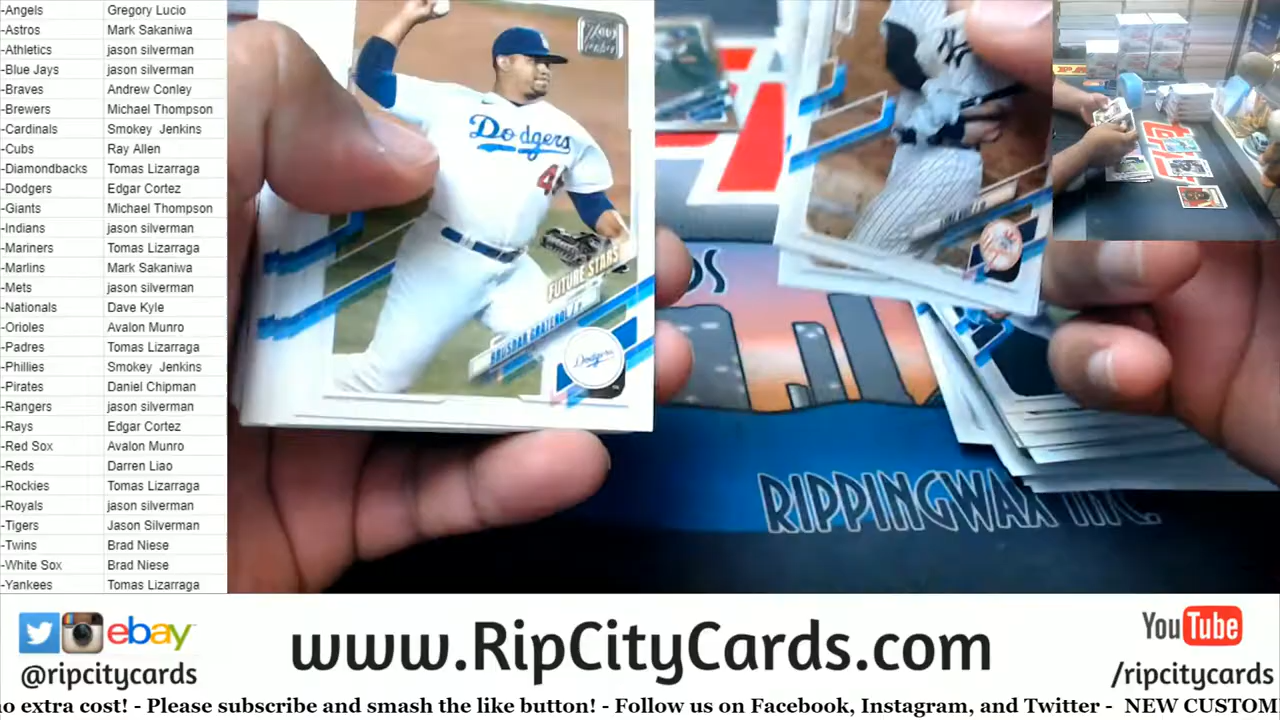 -Angels Gregory Lucio
-Astros Mark Sakaniwa
-Athletics jason silverman
-Blue Jays jason silverman
-Braves Andrew Conley
-Brewers Michael Thompson
-Cardinals Smokey Jenkins
-Cubs Ray Allen
-Diamondbacks Tomas Lizarraga
-Dodgers Edgar Cortez
-Giants Michael Thompson
-Indians jason silverman
-Mariners Tomas Lizarraga
-Marlins Mark Sakaniwa
-Mets jason silverman
-Nationals Dave Kyle
-Orioles Avalon Munro
-Padres Tomas Lizarraga
-Phillies Smokey Jenkins
-Pirates Daniel Chipman
-Rangers jason silverman
-Rays Edgar Cortez
-Red Sox Avalon Munro
-Reds Darren Liao
-Rockies Tomas Lizarraga
-Royals jason silverman
-Tigers Jason Silverman
-Twins Brad Niese
-White Sox Brad Niese
-Yankees Tomas Lizarraga
Dodgers
FUTURE STARS
BRUSDAR GRATEROL
Dodgers
RIPPINGWAX INC.
ebay
@ripcitycards
www.RipCityCards.com
YouTube
/ripcitycards
no extra cost! - Please subscribe and smash the like button! - Follow us on Facebook, Instagram, and Twitter - NEW CUSTOM